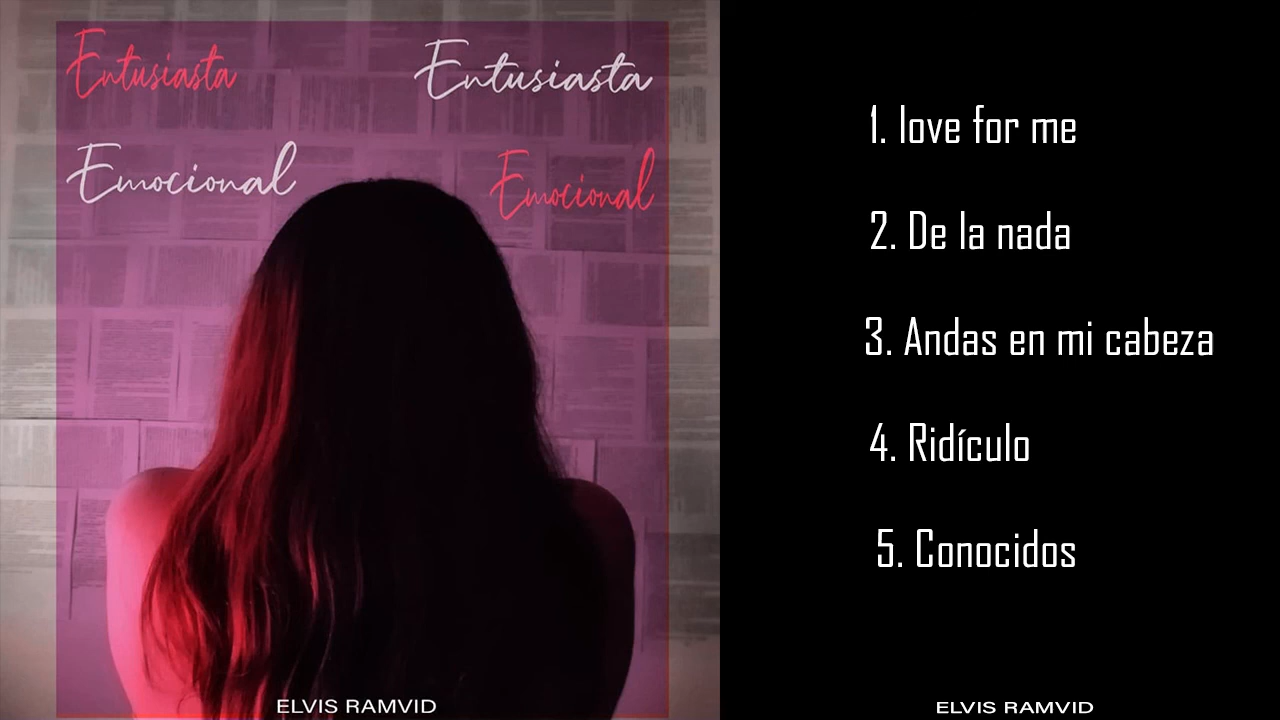 Entusiasta Entusiasta
Emocional Emocional
ELVIS RAMVID
1. love for me
2. De la nada
3. Andas en mi cabeza
4. Ridículo
5. Conocidos
ELVIS RAMVID